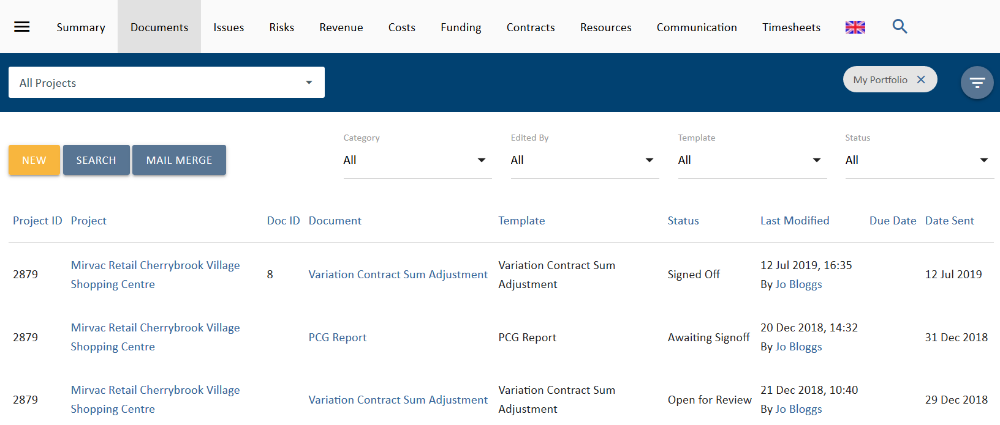 Summary Documents Issues Risks Revenue Costs Funding Contracts Resources Communication Timesheets
All Projects
My Portfolio
NEW SEARCH MAIL MERGE
Category Edited By Template Status
All All All All
Project ID Project Doc ID Document Template Status Last Modified Due Date Date Sent
2879 Mirvac Retail Cherrybrook Village Shopping Centre 8 Variation Contract Sum Adjustment Variation Contract Sum Adjustment Signed Off 12 Jul 2019, 16:35 By Jo Bloggs 12 Jul 2019
2879 Mirvac Retail Cherrybrook Village Shopping Centre PCG Report PCG Report Awaiting Signoff 20 Dec 2018, 14:32 By Jo Bloggs 31 Dec 2018
2879 Mirvac Retail Cherrybrook Village Shopping Centre Variation Contract Sum Adjustment Variation Contract Sum Adjustment Open for Review 21 Dec 2018, 10:40 By Jo Bloggs 29 Dec 2018